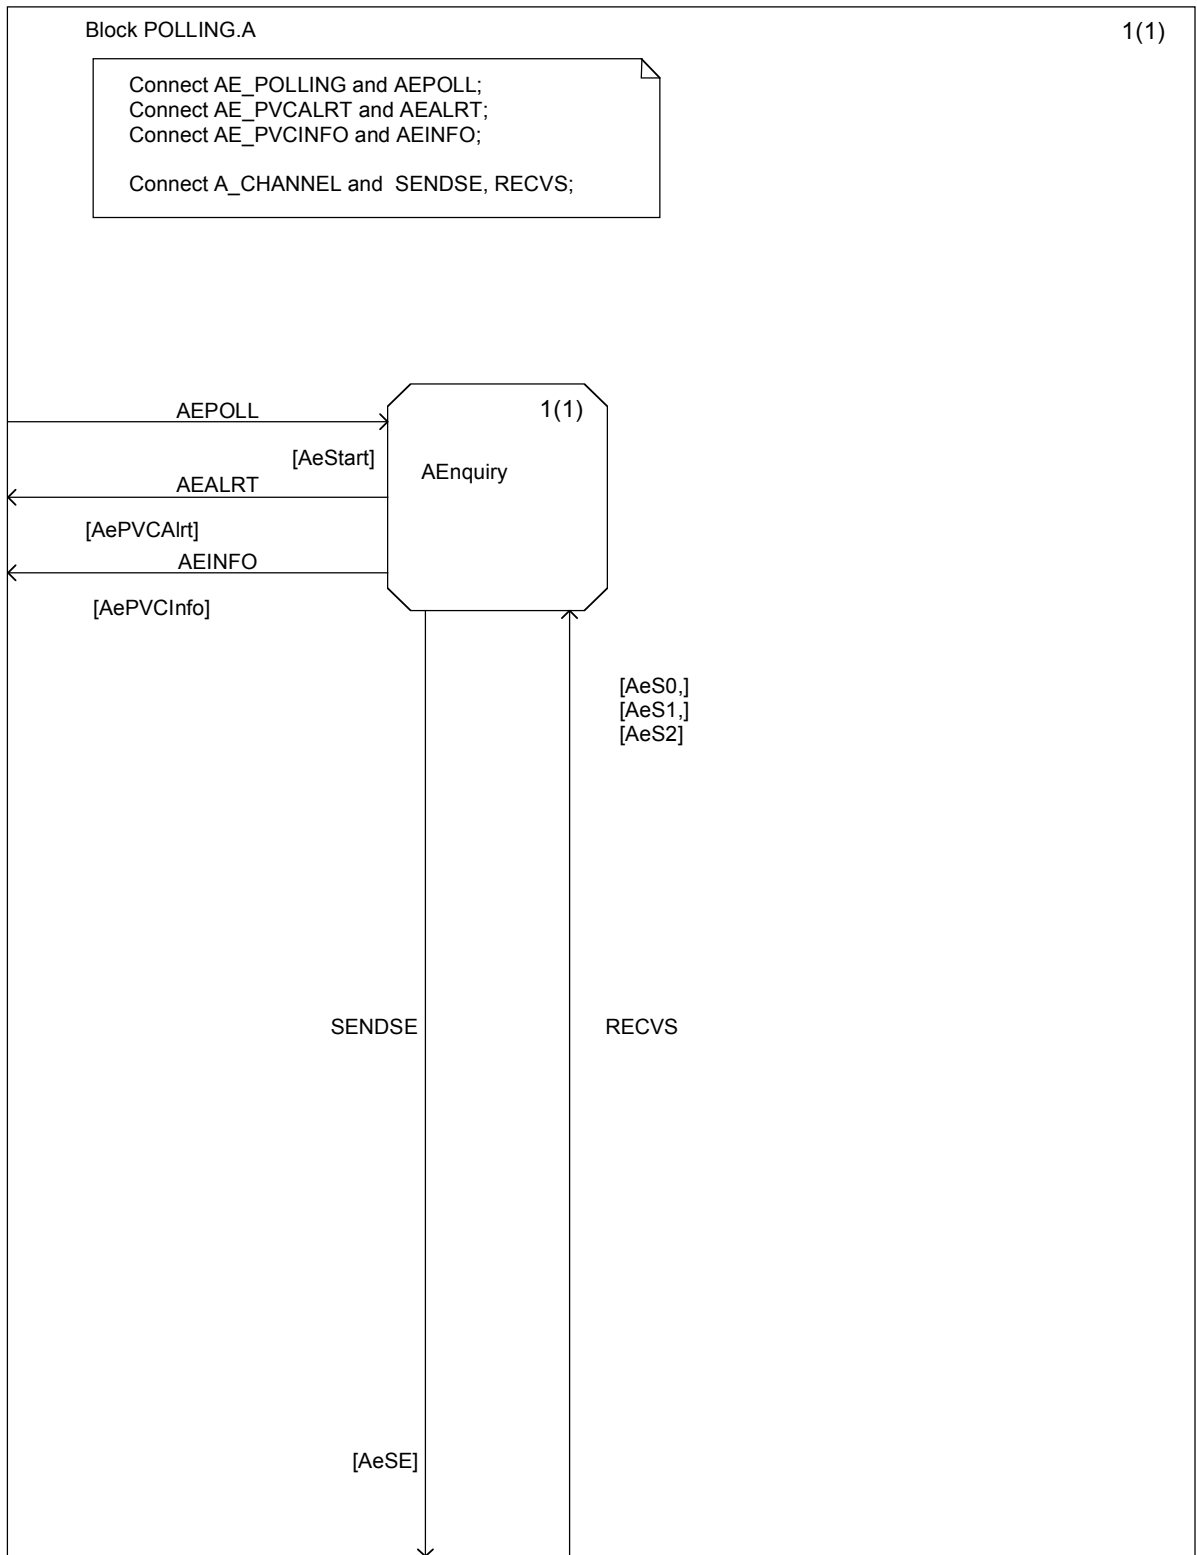 Block POLLING.A
1(1)
Connect AE_POLLING and AEPOLL;
Connect AE_PVCALRT and AEALRT;
Connect AE_PVCINFO and AEINFO;
Connect A_CHANNEL and  SENDSE, RECVS;
AEPOLL
1(1)
[AeStart]
AEnquiry
AEALRT
[AePVCAlrt]
AEINFO
[AePVCInfo]
[AeS0,]
[AeS1,]
[AeS2]
SENDSE
RECVS
[AeSE]